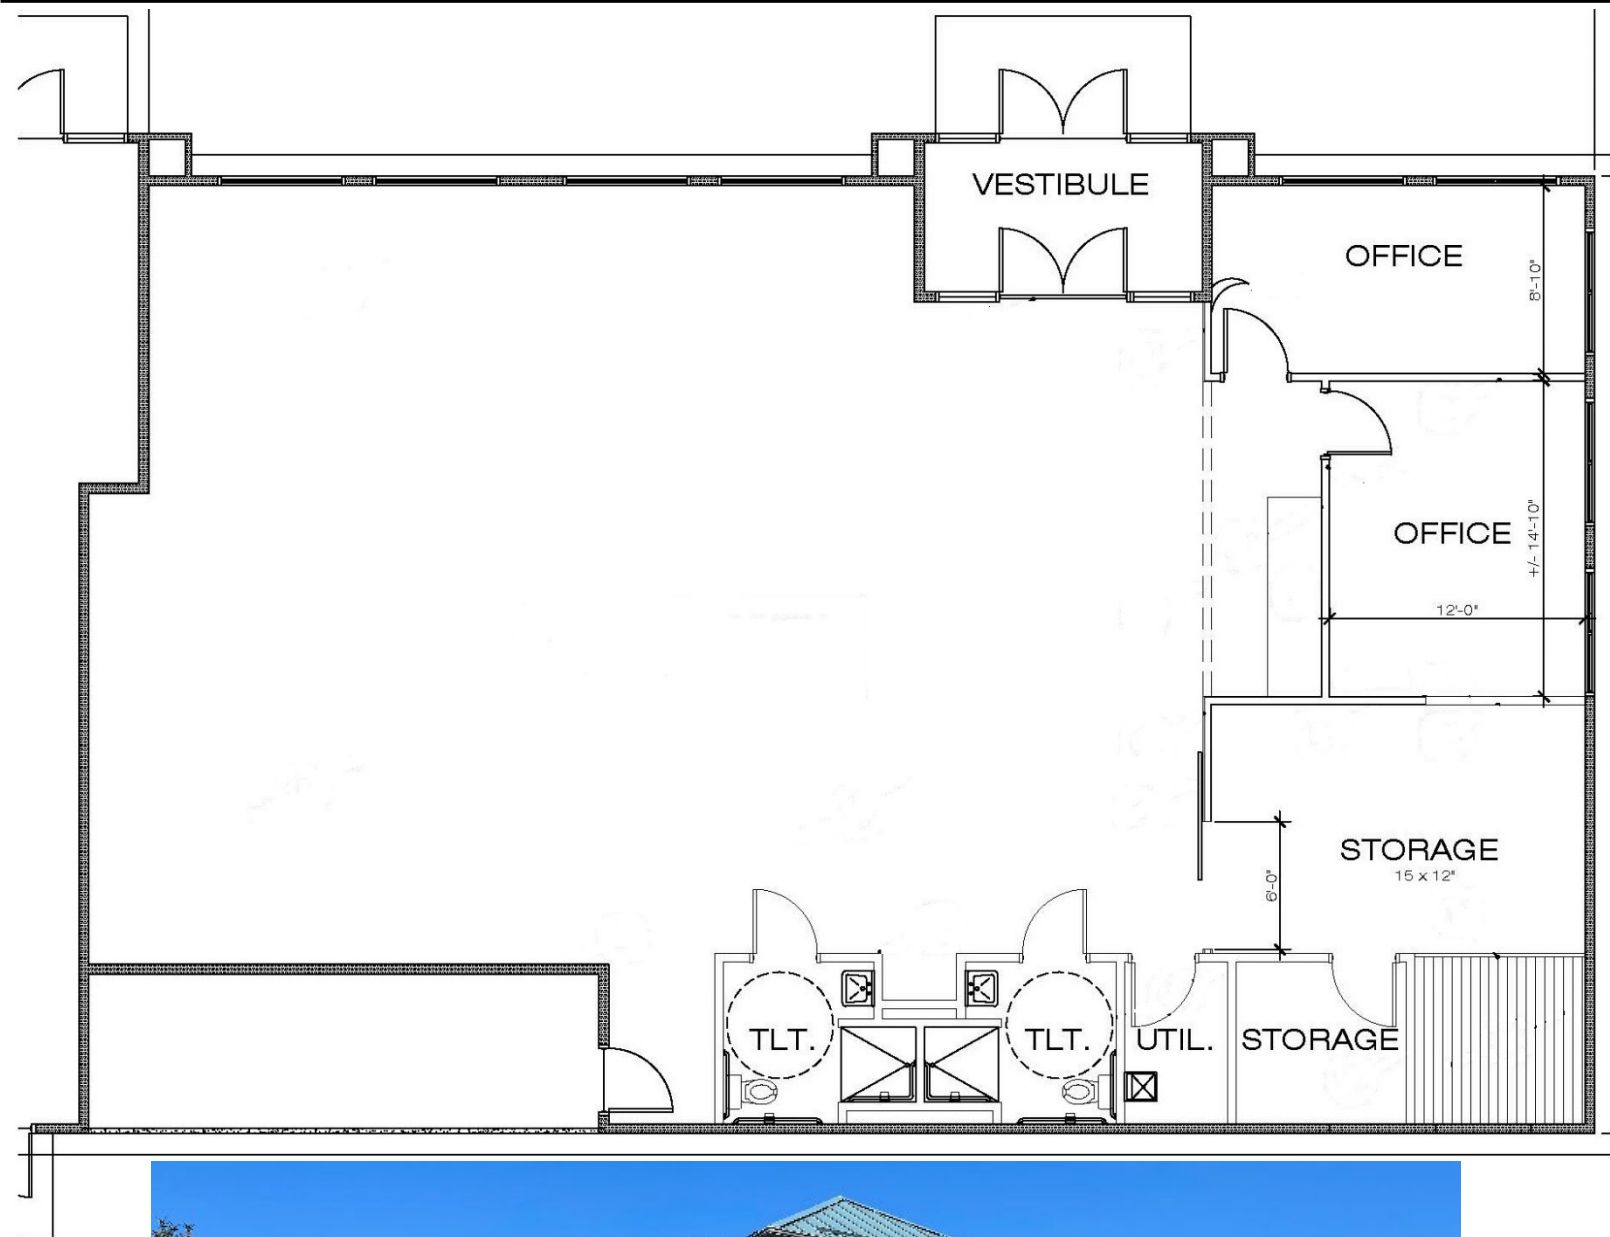 VESTIBULE
OFFICE
8'-10"
OFFICE
+/- 14'-10"
12'-0"
STORAGE
15 x 12"
6'-0"
TLT.
TLT.
UTIL.
STORAGE